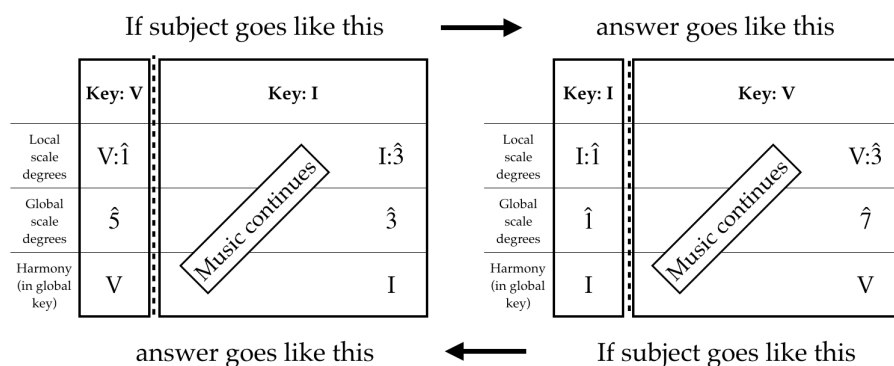 If subject goes like this
answer goes like this
Key: V
Key: I
Local
scale
degrees
V:1̂
I:3̂
Global
scale
degrees
5̂
3̂
Harmony
(in global
key)
V
I
Music continues
Key: I
Key: V
Local
scale
degrees
I:1̂
V:3̂
Global
scale
degrees
1̂
7̂
Harmony
(in global
key)
I
V
Music continues
answer goes like this
If subject goes like this